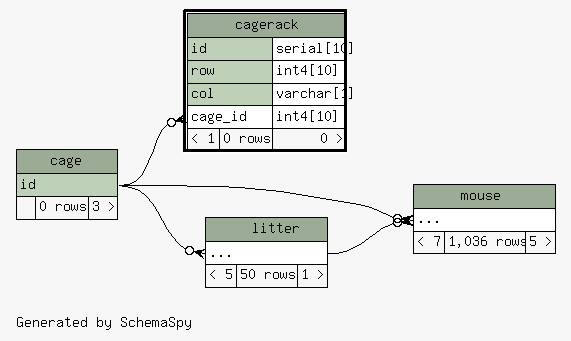 cagerack
id serial[10]
row int4[10]
col varchar[1]
cage_id int4[10]
< 1 0 rows 0 >
cage
id
0 rows 3 >
mouse
...
< 7 1,036 rows 5 >
litter
...
< 5 50 rows 1 >
Generated by SchemaSpy